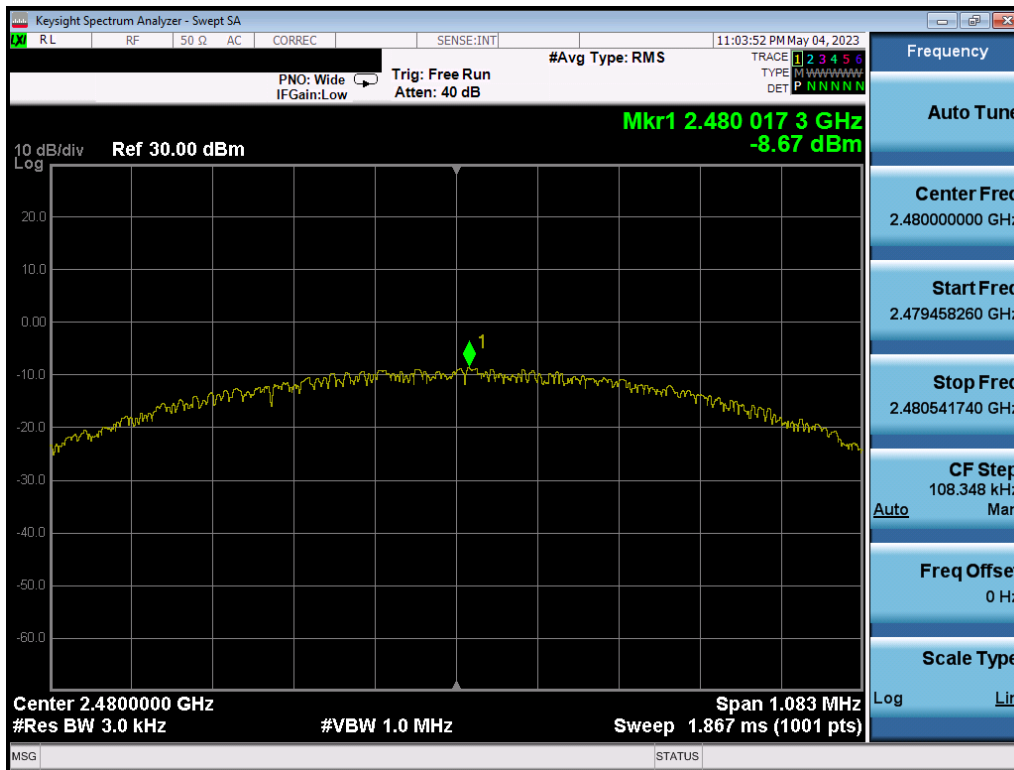 Keysight Spectrum Analyzer - Swept SA
LXI RL RF 50 Ω AC CORREC SENSE:INT 11:03:52 PM May 04, 2023
PNO: Wide
IFGain:Low
Trig: Free Run
Atten: 40 dB
#Avg Type: RMS
TRACE 1 2 3 4 5 6
TYPE M WWWWW
DET P N N N N N
Mkr1 2.480 017 3 GHz
-8.67 dBm
10 dB/div
Log
Ref 30.00 dBm
20.0
10.0
0.00
-10.0
-20.0
-30.0
-40.0
-50.0
-60.0
1
Center 2.4800000 GHz
#Res BW 3.0 kHz
#VBW 1.0 MHz
Span 1.083 MHz
Sweep 1.867 ms (1001 pts)
MSG
STATUS
Frequency
Auto Tune
Center Freq
2.480000000 GHz
Start Freq
2.479458260 GHz
Stop Freq
2.480541740 GHz
CF Step
108.348 kHz
Auto Man
Freq Offset
0 Hz
Scale Type
Log Lin